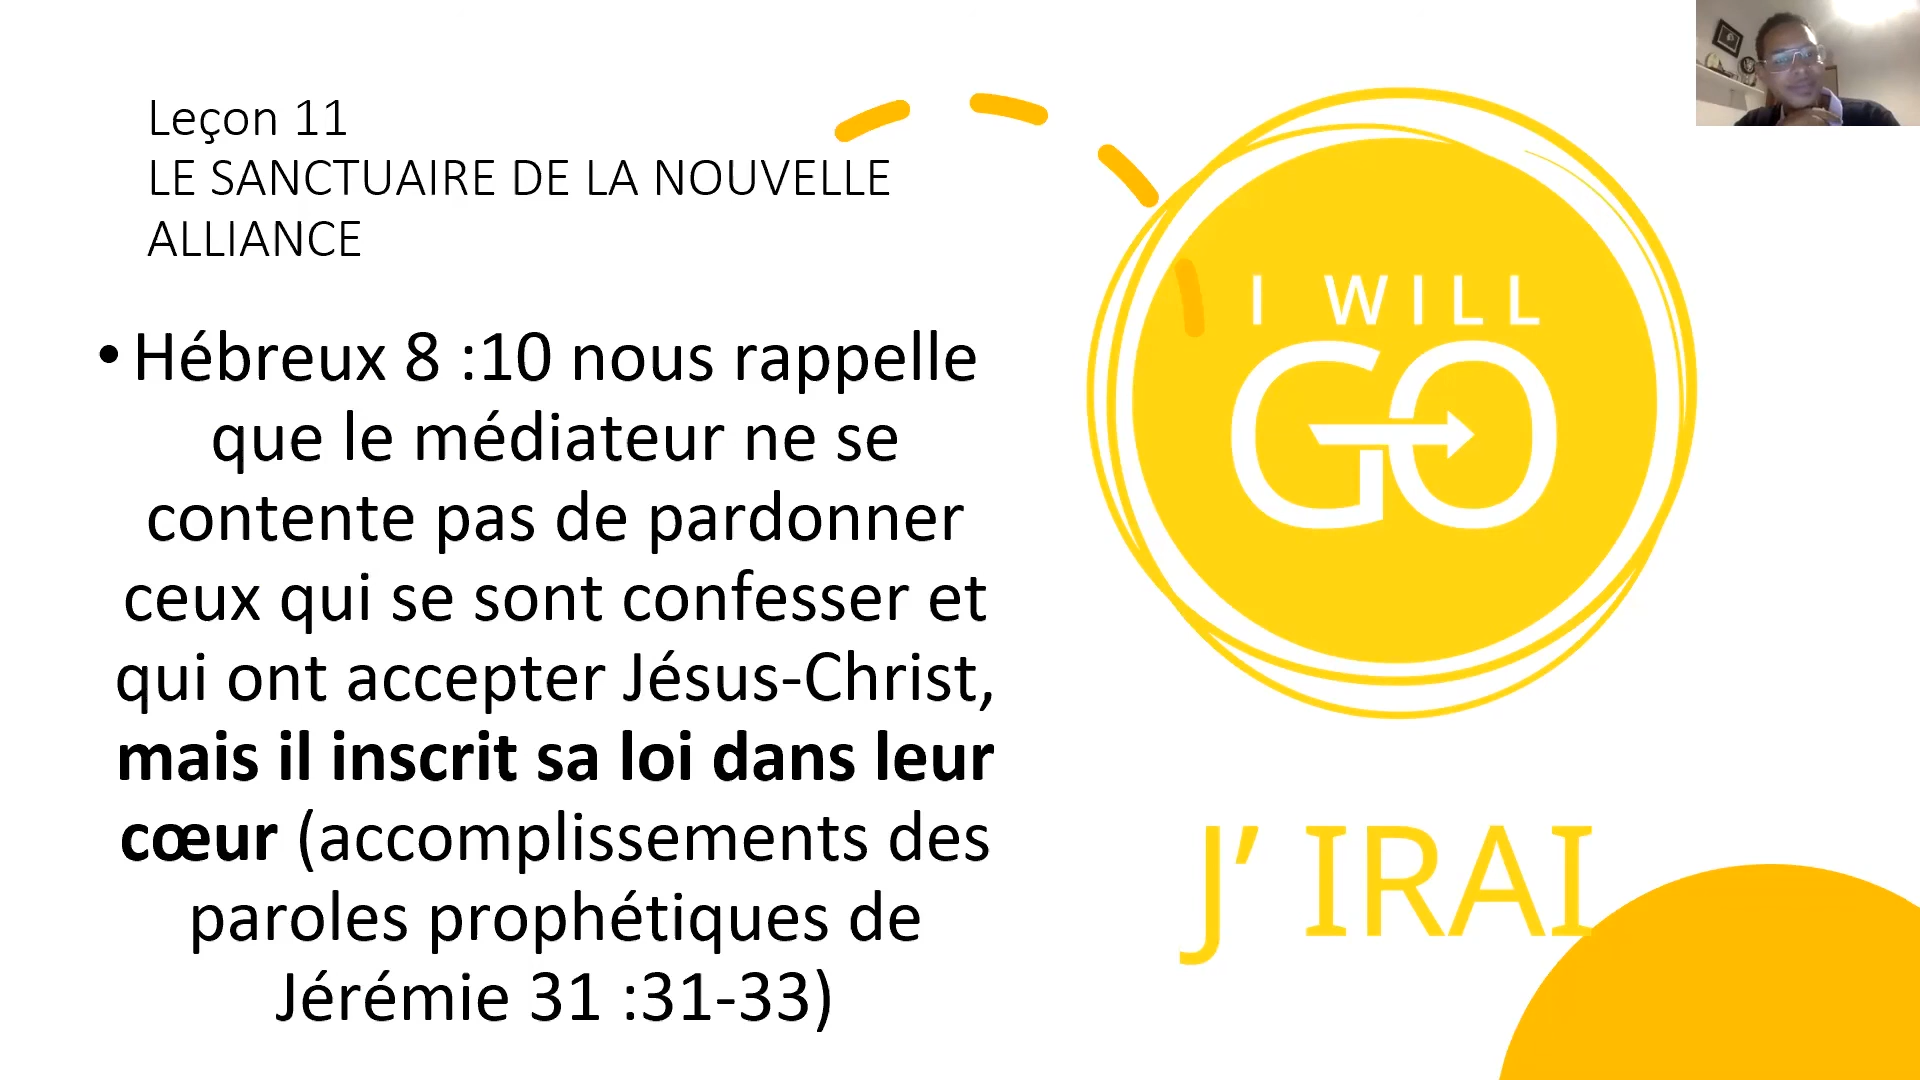 Leçon 11
LE SANCTUAIRE DE LA NOUVELLE
ALLIANCE
• Hébreux 8 :10 nous rappelle
que le médiateur ne se
contente pas de pardonner
ceux qui se sont confesser et
qui ont accepter Jésus-Christ,
mais il inscrit sa loi dans leur
cœur (accomplissements des
paroles prophétiques de
Jérémie 31 :31-33)
I WILL
GO
J’ IRAI